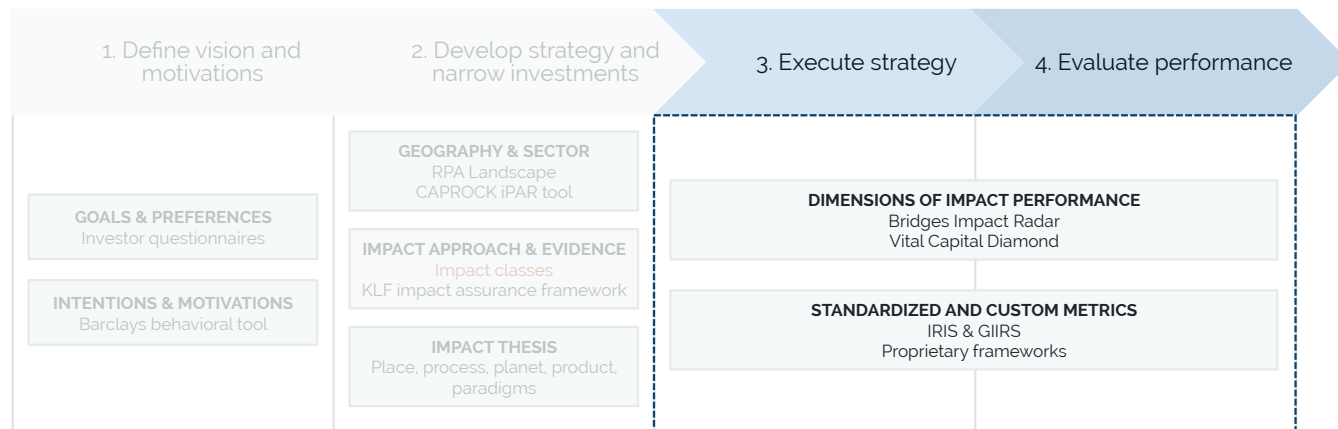 1. Define vision and
motivations
2. Develop strategy and
narrow investments
3. Execute strategy
4. Evaluate performance
GOALS & PREFERENCES
Investor questionnaires
INTENTIONS & MOTIVATIONS
Barclays behavioral tool
GEOGRAPHY & SECTOR
RPA Landscape
CAPROCK iPAR tool
IMPACT APPROACH & EVIDENCE
Impact classes
KLF impact assurance framework
IMPACT THESIS
Place, process, planet, product,
paradigms
DIMENSIONS OF IMPACT PERFORMANCE
Bridges Impact Radar
Vital Capital Diamond
STANDARDIZED AND CUSTOM METRICS
IRIS & GIIRS
Proprietary frameworks